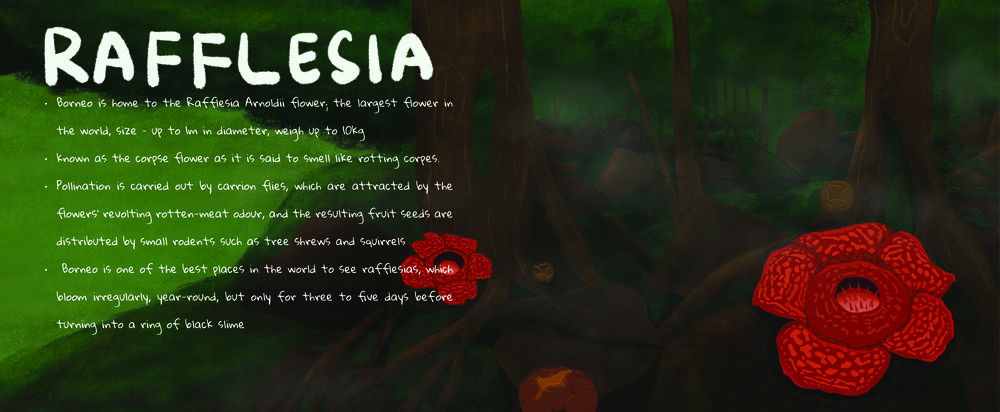 RAFFLESIA
• Borneo is home to the Rafflesia Arnoldii flower; the largest flower in
the world, size - up to 1m in diameter, weigh up to 10kg
• known as the corpse flower as it is said to smell like rotting corpes.
• Pollination is carried out by carrion flies, which are attracted by the
flowers' revolting rotten-meat odour, and the resulting fruit seeds are
distributed by small rodents such as tree shrews and squirrels
• Borneo is one of the best places in the world to see rafflesias, which
bloom irregularly, year-round, but only for three to five days before
turning into a ring of black slime